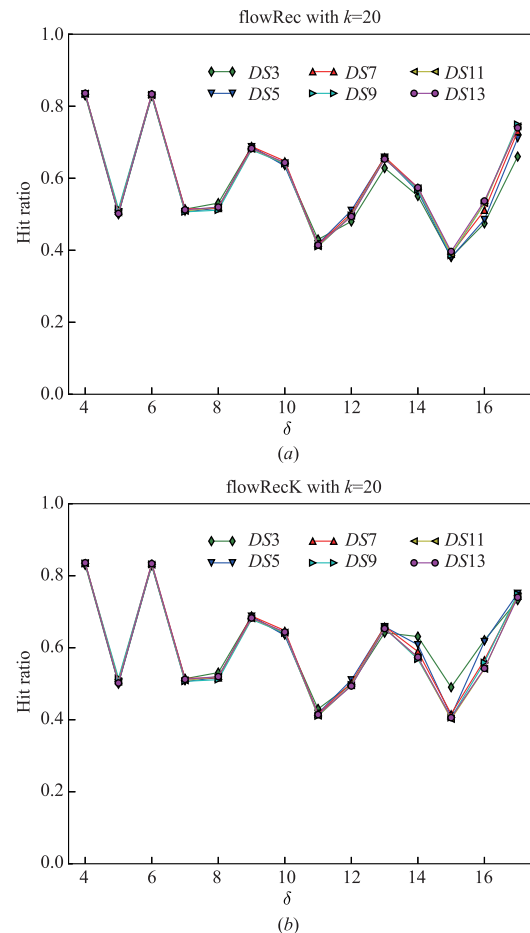 flowRec with k=20
Hit ratio
1.0
0.8
0.6
0.4
0.2
0.0
DS3 DS7 DS11
DS5 DS9 DS13
4 6 8 10 12 14 16
δ
(a)
flowRecK with k=20
Hit ratio
1.0
0.8
0.6
0.4
0.2
0.0
DS3 DS7 DS11
DS5 DS9 DS13
4 6 8 10 12 14 16
δ
(b)